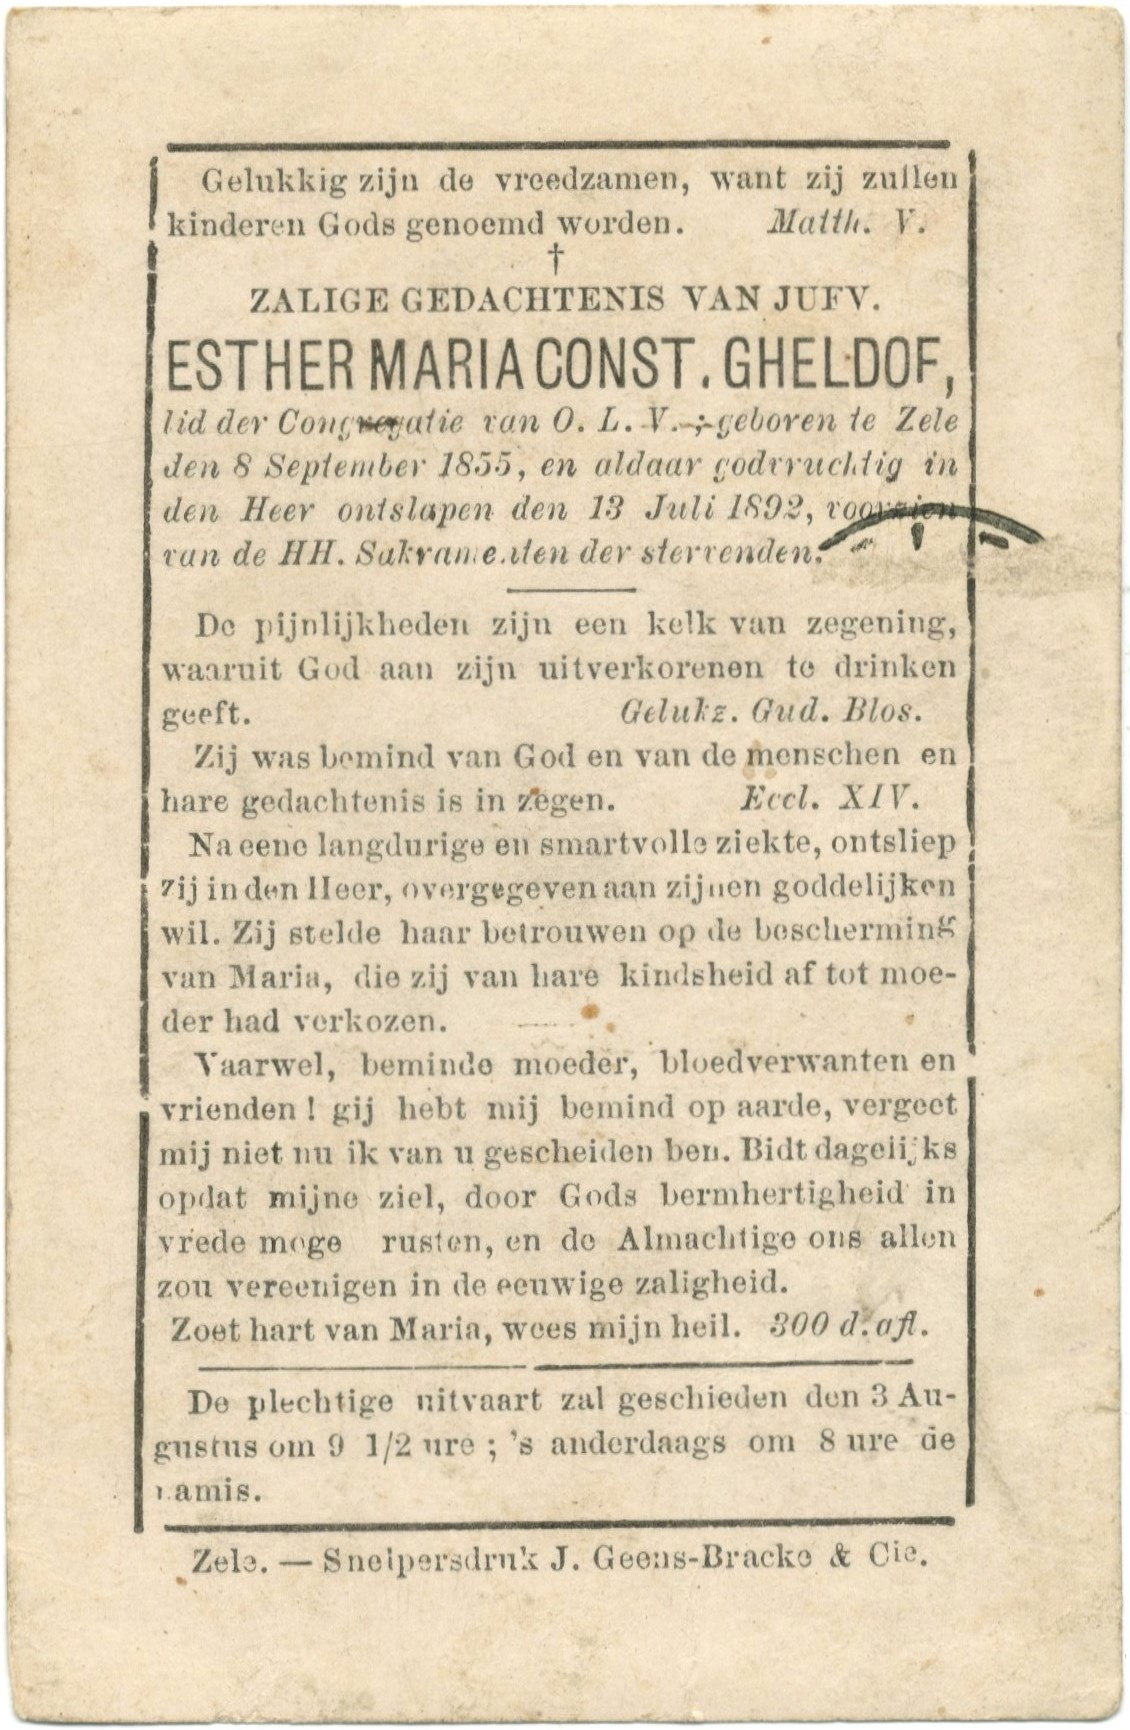 Gelukkig zijn de vreedzamen, want zij zullen
kinderen Gods genoemd worden. Matth. V.
†
ZALIGE GEDACHTENIS VAN JUFV.
ESTHER MARIA CONST. GHELDOF,
lid der Congregatie van O. L. V. ; geboren te Zele
den 8 September 1855, en aldaar godvruchtig in
den Heer ontslapen den 13 Juli 1892, voorzien
van de HH. Sakramenten der stervenden.
De pijnlijkheden zijn een kelk van zegening,
waaruit God aan zijn uitverkorenen te drinken
geeft. Gelukz. Gud. Blos.
Zij was bemind van God en van de menschen en
hare gedachtenis is in zegen. Eccl. XIV.
Na eene langdurige en smartvolle ziekte, ontsliep
zij in den Heer, overgegeven aan zijnen goddelijken
wil. Zij stelde haar betrouwen op de bescherming
van Maria, die zij van hare kindsheid af tot moe-
der had verkozen.
Vaarwel, beminde moeder, bloedverwanten en
vrienden ! gij hebt mij bemind op aarde, vergeet
mij niet nu ik van u gescheiden ben. Bidt dagelijks
opdat mijne ziel, door Gods bermhertigheid in
vrede moge rusten, en de Almachtige ons allen
zou vereenigen in de eeuwige zaligheid.
Zoet hart van Maria, wees mijn heil. 300 d. afl.
De plechtige uitvaart zal geschieden den 3 Au-
gustus om 9 1/2 ure ; 's anderdaags om 8 ure de
namis.
Zele. — Snelpersdruk J. Geens-Bracke & Cie.